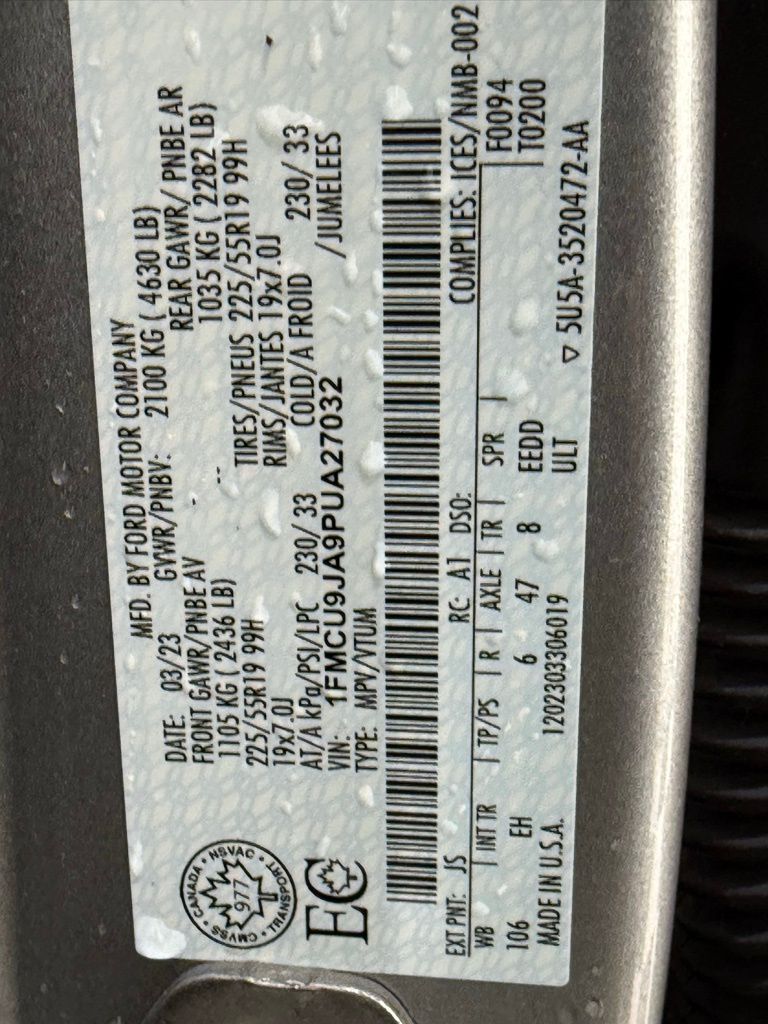 MFD. BY FORD MOTOR COMPANY
DATE: 03/23 GVWR/PNBV: 2100 KG ( 4630 LB)
FRONT GAWR/PNBE AV REAR GAWR/ PNBE AR
1105 KG ( 2436 LB) 1035 KG ( 2282 LB)
225/55R19 99H TIRES/PNEUS 225/55R19 99H
19x7.0J RIMS/JANTES 19x7.0J
AT/A kPa/PSI/LPC 230/ 33 COLD/A FROID 230/ 33
VIN: 1FMCU9JA9PUA27032 /JUMELEES
TYPE: MPV/VTUM
CANADA • NSVAC • TRANSPORT • CMVSS •
977
EC
EXT PNT: JS RC: A1 DSO: COMPLIES: ICES/NMB-002
WB | INT TR | TP/PS | R | AXLE | TR | SPR | F0094
106 EH 6 47 8 EEDD T0200
MADE IN U.S.A. 1202303306019 ULT
▽ 5U5A-3520472-AA